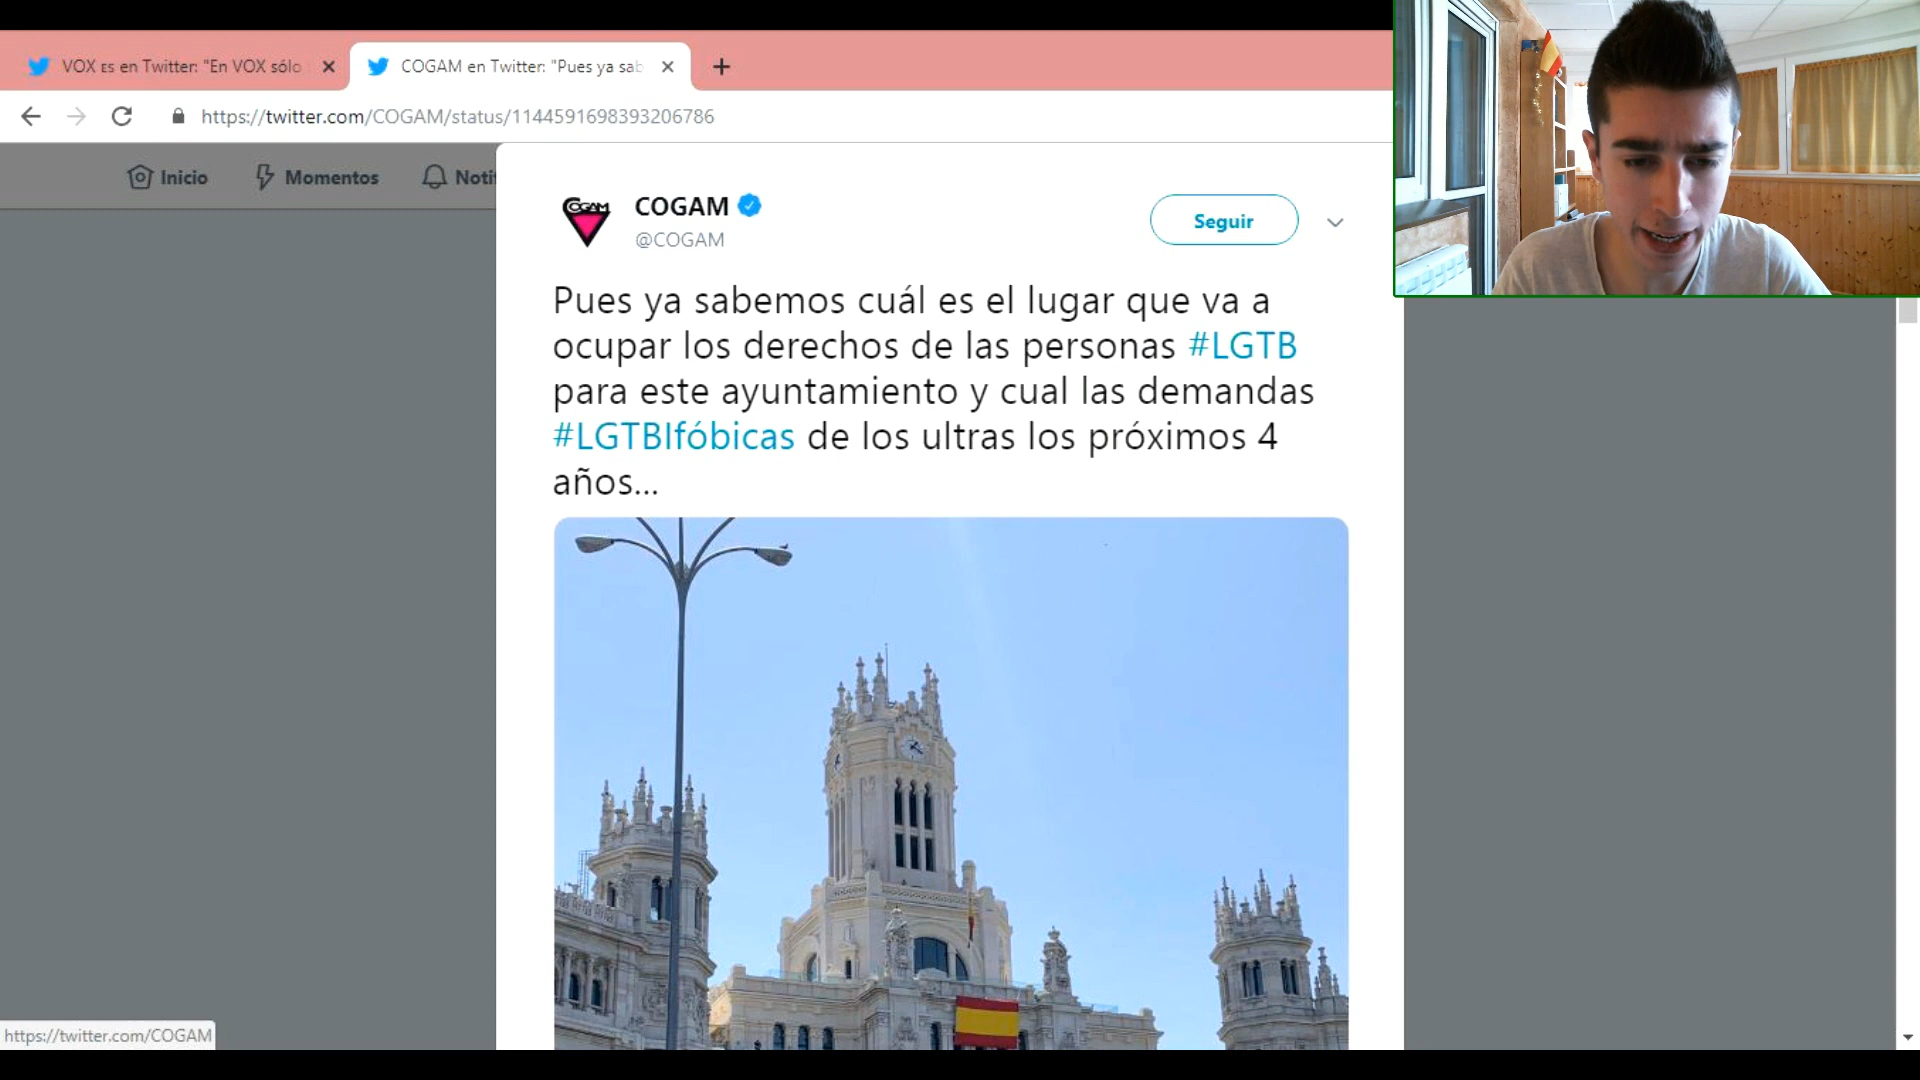 VOX ES en Twitter: "En VOX sólo
COGAM en Twitter: "Pues ya sab
https://twitter.com/COGAM/status/1144591698393206786
Inicio
Momentos
Noti
COGAM
COGAM
@COGAM
Seguir
Pues ya sabemos cuál es el lugar que va a
ocupar los derechos de las personas #LGTB
para este ayuntamiento y cual las demandas
#LGTBIfóbicas de los ultras los próximos 4
años...
https://twitter.com/COGAM